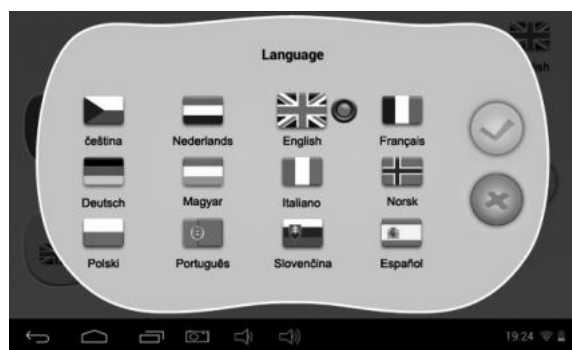 Language
čeština Nederlands English Français
Deutsch Magyar Italiano Norsk
Polski Português Slovenčina Español
19:24